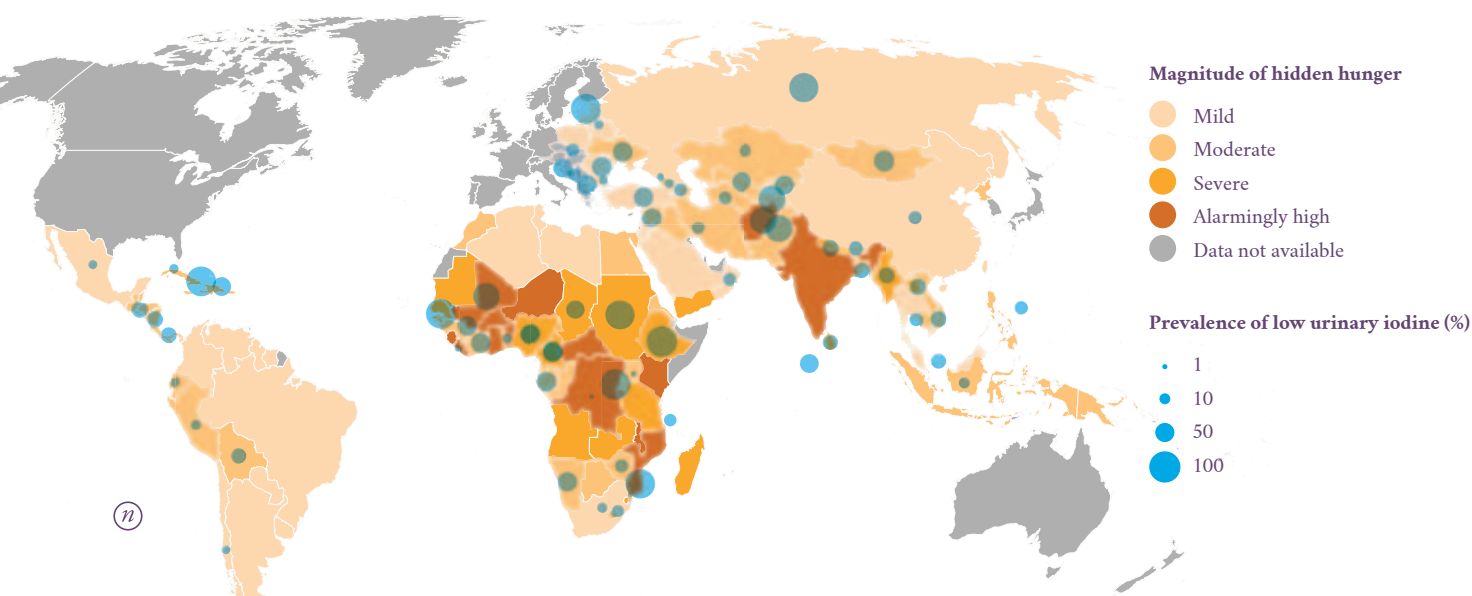 Magnitude of hidden hunger
Mild
Moderate
Severe
Alarmingly high
Data not available
Prevalence of low urinary iodine (%)
1
10
50
100
n